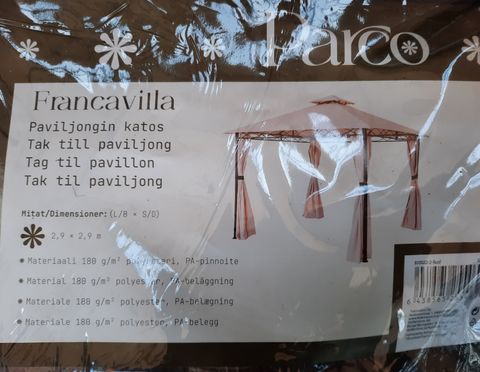 Parco
Francavilla
Paviljongin katos
Tak till paviljong
Tag til pavillon
Tak til paviljong
Mitat/Dimensioner: (L/B × S/D)
2,9 × 2,9 m
Materiaali 180 g/m² polyesteri, PA-pinnoite
Material 180 g/m² polyester, PA-beläggning
Materiale 180 g/m² polyester, PA-belægning
Materiale 180 g/m² polyester, PA-belegg